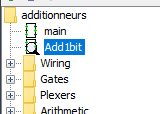 additionneurs
main
Add1bit
Wiring
Gates
Plexers
Arithmetic